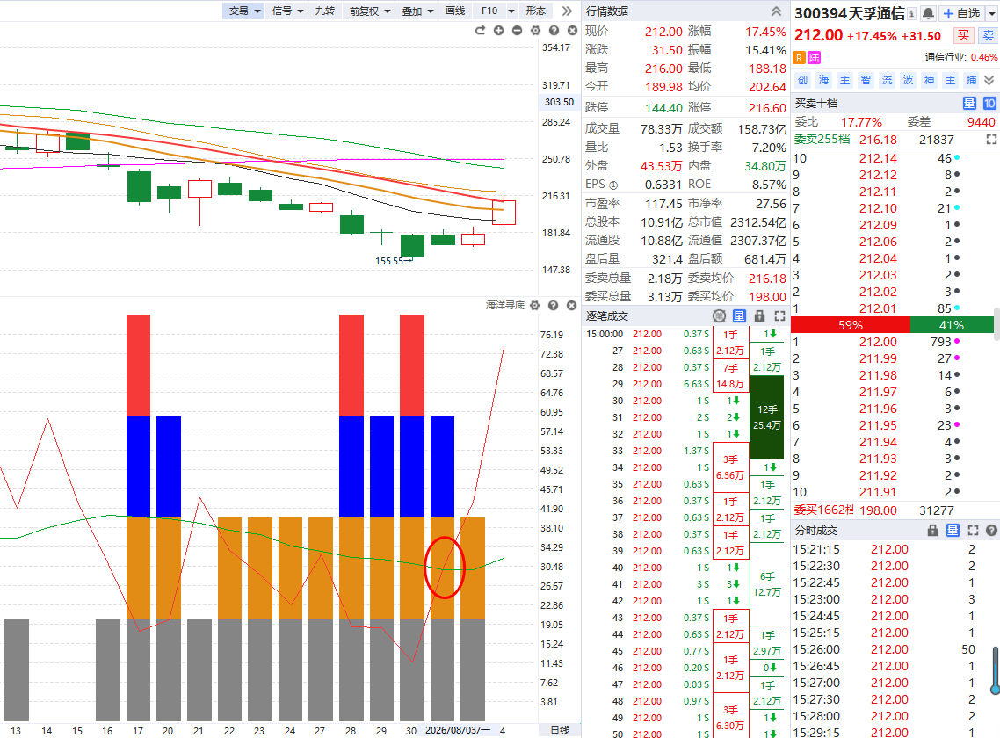 交易 信号 九转 前复权 叠加 画线 F10 形态
354.17
319.71
303.50
285.24
250.78
216.31
181.84
147.38
155.55
海洋寻底
76.19
72.38
68.57
64.76
60.95
57.14
53.33
49.52
45.71
41.90
38.10
34.29
30.48
26.67
22.86
19.05
15.24
11.43
7.62
3.81
13 14 15 16 17 20 21 22 23 24 27 28 29 30 2026/08/03/一 4 日线
行情数据
现价 212.00 涨幅 17.45%
涨跌 31.50 振幅 15.41%
最高 216.00 最低 188.18
今开 189.98 均价 202.64
跌停 144.40 涨停 216.60
成交量 78.33万 成交额 158.73亿
量比 1.53 换手率 7.20%
外盘 43.53万 内盘 34.80万
EPS 0.6331 ROE 8.57%
市盈率 117.45 市净率 27.56
总股本 10.91亿 总市值 2312.54亿
流通股 10.88亿 流通值 2307.37亿
盘后量 321.4 盘后额 681.4万
委卖总量 2.18万 委卖均价 216.18
委买总量 3.13万 委买均价 198.00
逐笔成交 量
15:00:00 212.00 0.37 S 1手 1
27 212.00 0.63 S 2.12万 1手
28 212.00 0.37 S 7手 2.12万
29 212.00 6.63 S 14.8万
30 212.00 1 S 1 12手
31 212.00 2 S 2 25.4万
32 212.00 1 S 1
33 212.00 1.37 S 3手
34 212.00 1 S 6.36万 1
35 212.00 0.63 S 1手
36 212.00 0.37 S 1手 2.12万
37 212.00 0.63 S 2.12万 1手
38 212.00 0.37 S 1手 2.12万
39 212.00 0.63 S 2.12万
40 212.00 1 S 1 6手
41 212.00 3 S 3 12.7万
42 212.00 1 S 1
43 212.00 0.37 S 1手
44 212.00 0.63 S 2.12万 1手
45 212.00 0.77 S 1手 2.97万
46 212.00 0.20 S 2.12万 0
47 212.00 0.03 S 1手
48 212.00 0.97 S 3手 2.12万
49 212.00 1 S 6.30万 1
50 212.00 1 S 1
300394 天孚通信 自选
212.00 +17.45% +31.50 买 卖
R 陆 通信行业: 0.46%
创 海 主 智 流 波 神 主 捕
买卖十档 量 10
委比 17.77% 委差 9440
委卖255档 216.18 21837
10 212.14 46
9 212.12 8
8 212.11 2
7 212.10 21
6 212.09 1
5 212.06 2
4 212.04 1
3 212.03 2
2 212.02 3
1 212.01 85
59% 41%
1 212.00 793
2 211.99 27
3 211.98 14
4 211.97 6
5 211.96 3
6 211.95 23
7 211.94 4
8 211.93 3
9 211.92 2
10 211.91 2
委买1662档 198.00 31277
分时成交 量
15:21:15 212.00 2
15:22:30 212.00 2
15:22:45 212.00 1
15:23:00 212.00 3
15:24:45 212.00 1
15:25:15 212.00 1
15:26:00 212.00 50
15:26:45 212.00 1
15:27:00 212.00 1
15:27:30 212.00 2
15:28:00 212.00 2
15:29:15 212.00 1